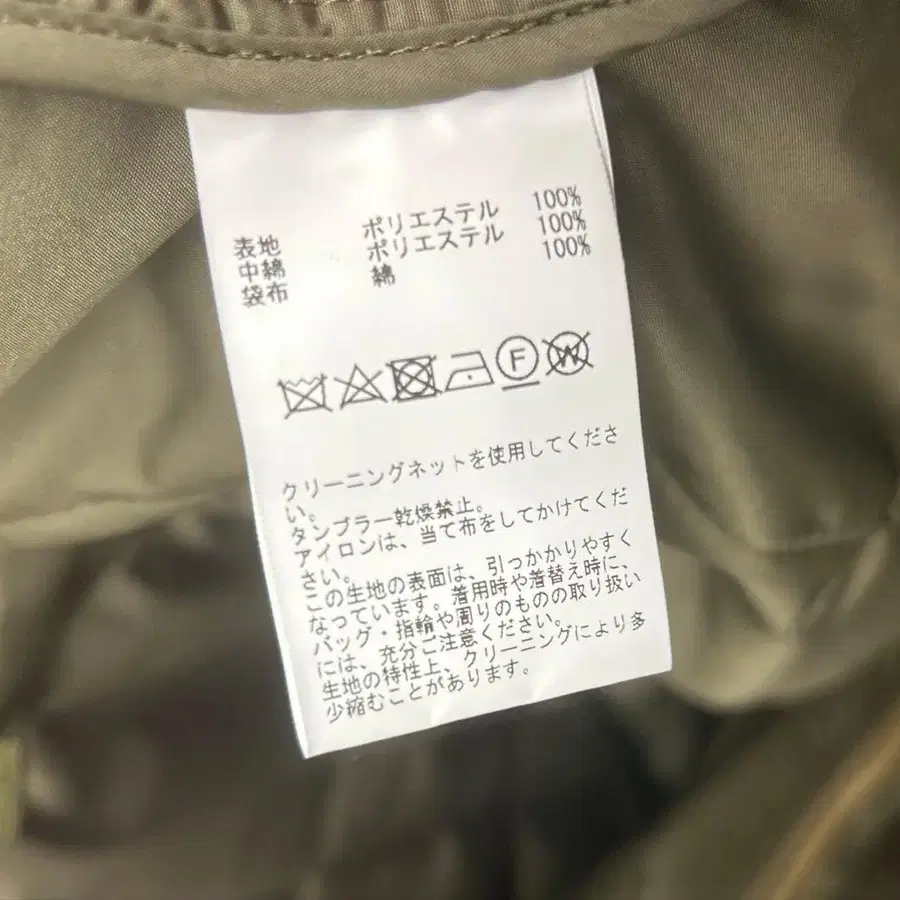 表地 ポリエステル 100%
中綿 ポリエステル 100%
袋布 綿 100%
F W
クリーニングネットを使用してくださ
い。
タンブラー乾燥禁止。
アイロンは、当て布をしてかけてくだ
さい。
この生地の表面は、引っかかりやすく
なっています。着用時や着替え時に、
バッグ・指輪や周りのものの取り扱い
には、充分ご注意ください。
生地の特性上、クリーニングにより多
少縮むことがあります。